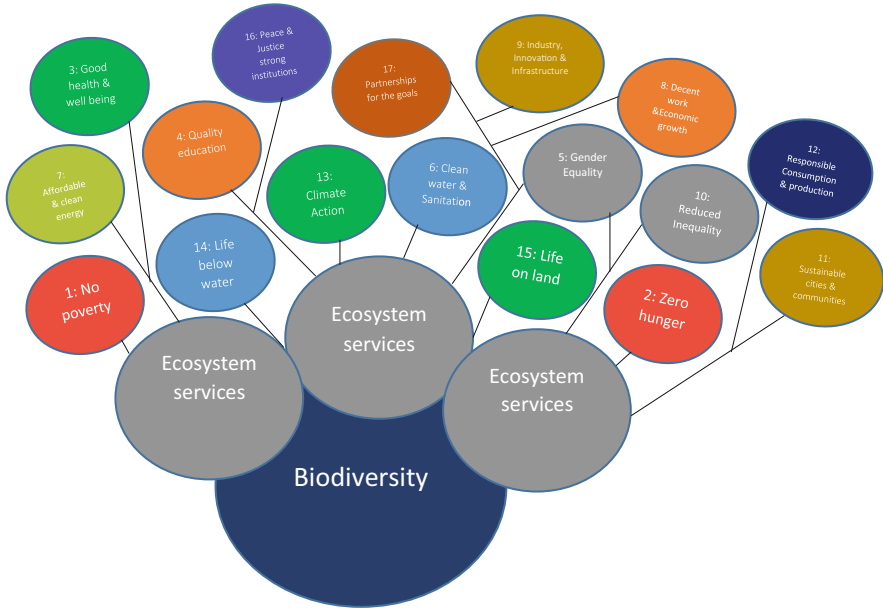 16: Peace &
Justice
strong
institutions
9: Industry,
Innovation &
Infrastructure
3: Good
health &
well being
17:
Partnerships
for the goals
8: Decent
work
&Economic
growth
4: Quality
education
5: Gender
Equality
12:
Responsible
Consumption
& production
7:
Affordable
& clean
energy
13:
Climate
Action
6: Clean
water &
Sanitation
10:
Reduced
Inequality
14: Life
below
water
15: Life
on land
11:
Sustainable
cities &
communities
1: No
poverty
2: Zero
hunger
Ecosystem
services
Ecosystem
services
Ecosystem
services
Biodiversity